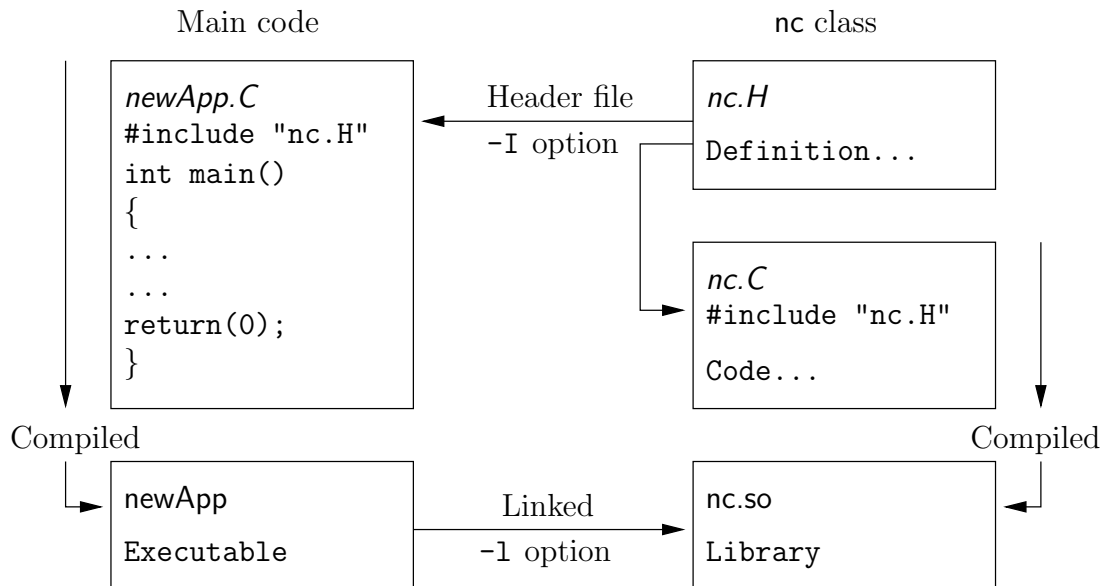 Main code
nc class
newApp.C
#include "nc.H"
int main()
{
...
...
return(0);
}
Header file
-I option
nc.H
Definition...
nc.C
#include "nc.H"
Code...
Compiled
Compiled
newApp
Executable
Linked
-l option
nc.so
Library